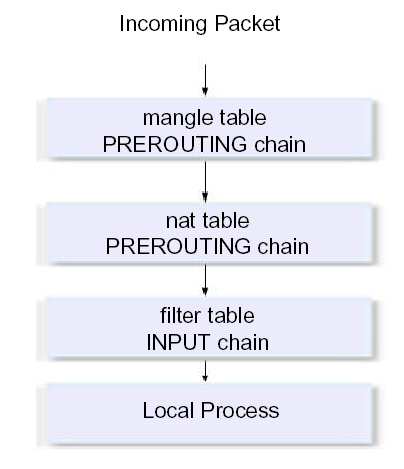 Incoming Packet
mangle table
PREROUTING chain
nat table
PREROUTING chain
filter table
INPUT chain
Local Process